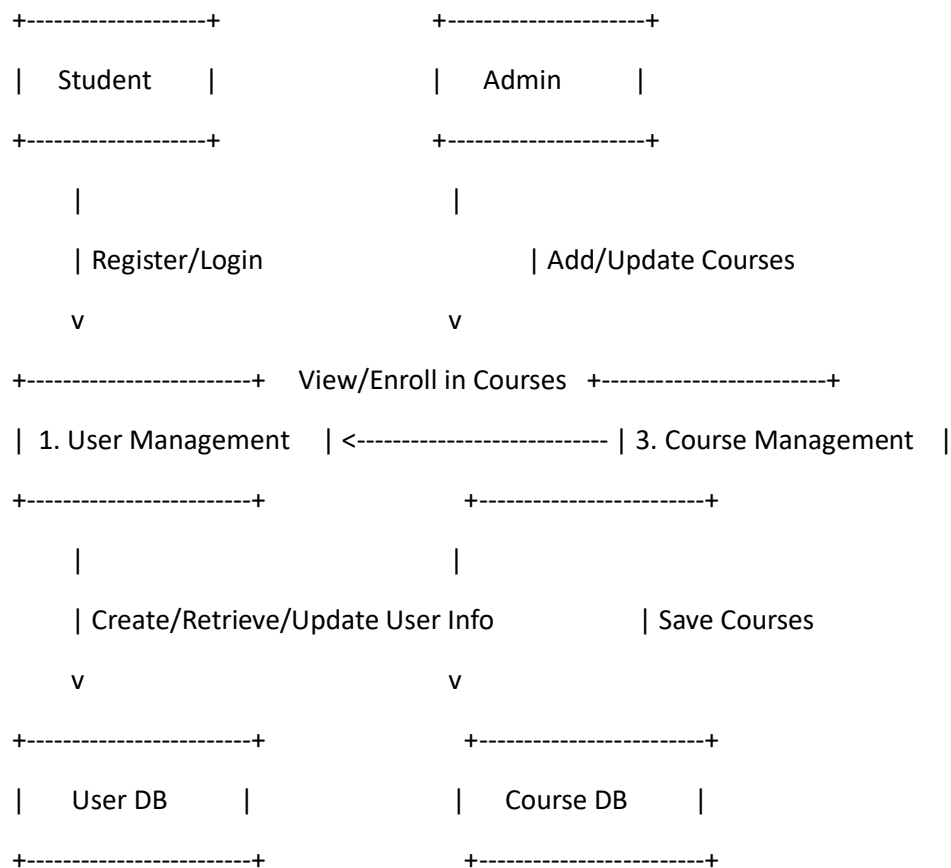 +--------------------+ +----------------------+
| Student | | Admin |
+--------------------+ +----------------------+
| |
| Register/Login | Add/Update Courses
v v
+-------------------------+ View/Enroll in Courses +-------------------------+
| 1. User Management | <---------------------------- | 3. Course Management |
+-------------------------+ +-------------------------+
| |
| Create/Retrieve/Update User Info | Save Courses
v v
+-------------------------+ +-------------------------+
| User DB | | Course DB |
+-------------------------+ +-------------------------+